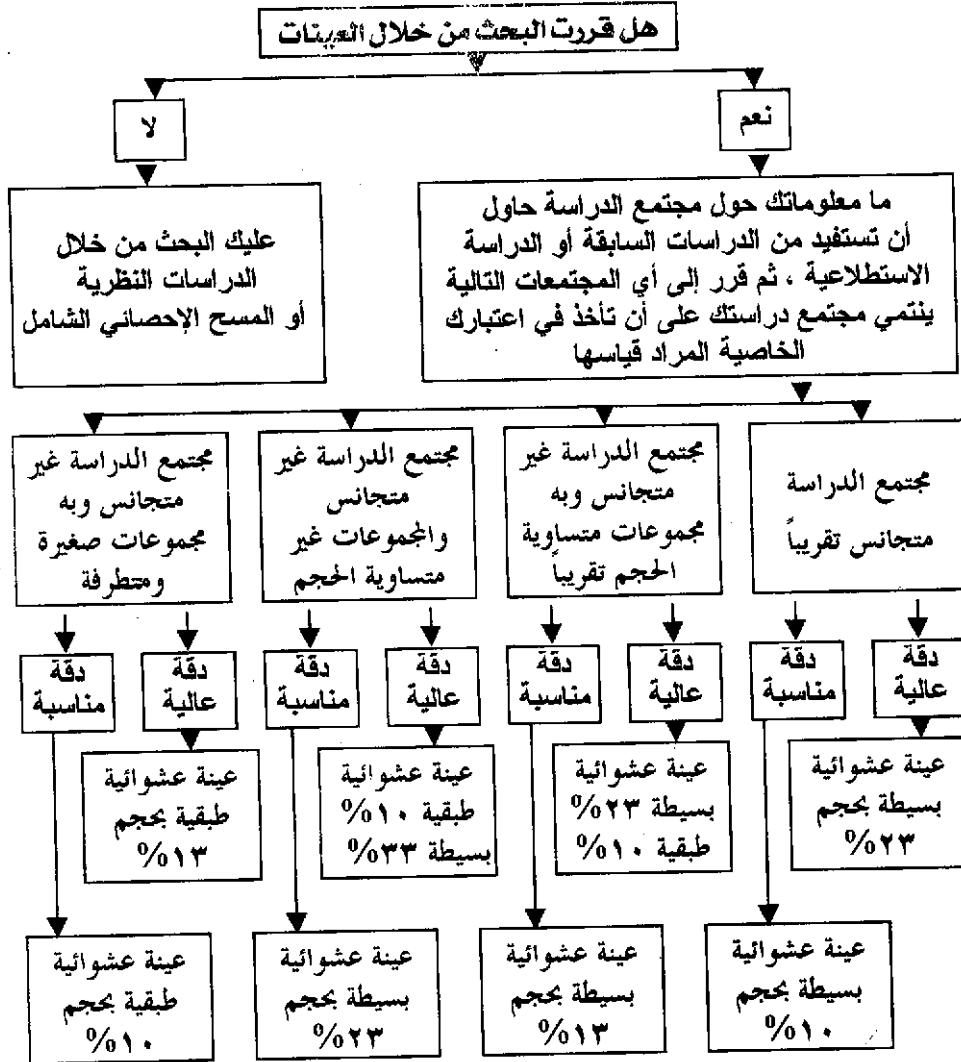 هل قررت البحث من خلال العينات
نعم
لا
ما معلوماتك حول مجتمع الدراسة حاول
أن تستفيد من الدراسات السابقة أو الدراسة
الاستطلاعية ، ثم قرر إلى أي المجتمعات التالية
ينتمي مجتمع دراستك على أن تأخذ في اعتبارك
الخاصية المراد قياسها
عليك البحث من خلال
الدراسات النظرية
أو المسح الإحصائي الشامل
مجتمع الدراسة
متجانس تقريباً
مجتمع الدراسة غير
متجانس وبه
مجموعات متساوية
الحجم تقريباً
مجتمع الدراسة غير
متجانس
والمجموعات غير
متساوية الحجم
مجتمع الدراسة غير
متجانس وبه
مجموعات صغيرة
ومتطرفة
دقة
عالية
دقة
مناسبة
دقة
عالية
دقة
مناسبة
دقة
عالية
دقة
مناسبة
دقة
عالية
دقة
مناسبة
عينة عشوائية
بسيطة بحجم
٢٣%
عينة عشوائية
بسيطة ٢٣%
طبقية ١٠%
عينة عشوائية
طبقية ١٠%
بسيطة ٣٣%
عينة عشوائية
طبقية بحجم
١٣%
عينة عشوائية
بسيطة بحجم
١٠%
عينة عشوائية
بسيطة بحجم
١٣%
عينة عشوائية
بسيطة بحجم
٢٣%
عينة عشوائية
طبقية بحجم
١٠%